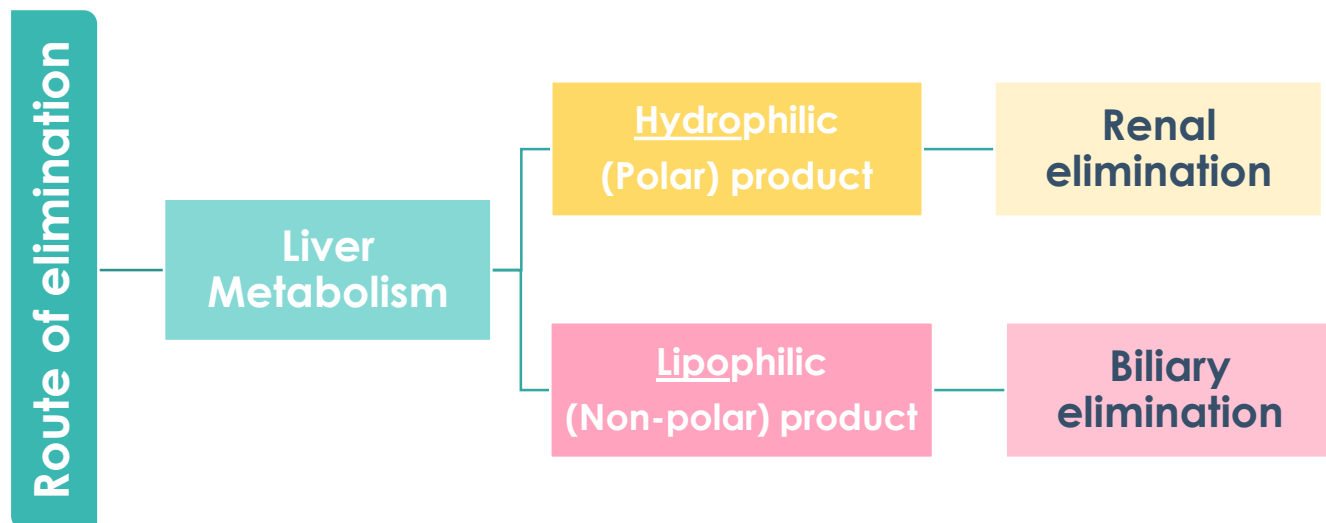 Route of elimination
Liver
Metabolism
Hydrophilic
(Polar) product
Renal
elimination
Lipophilic
(Non-polar) product
Biliary
elimination